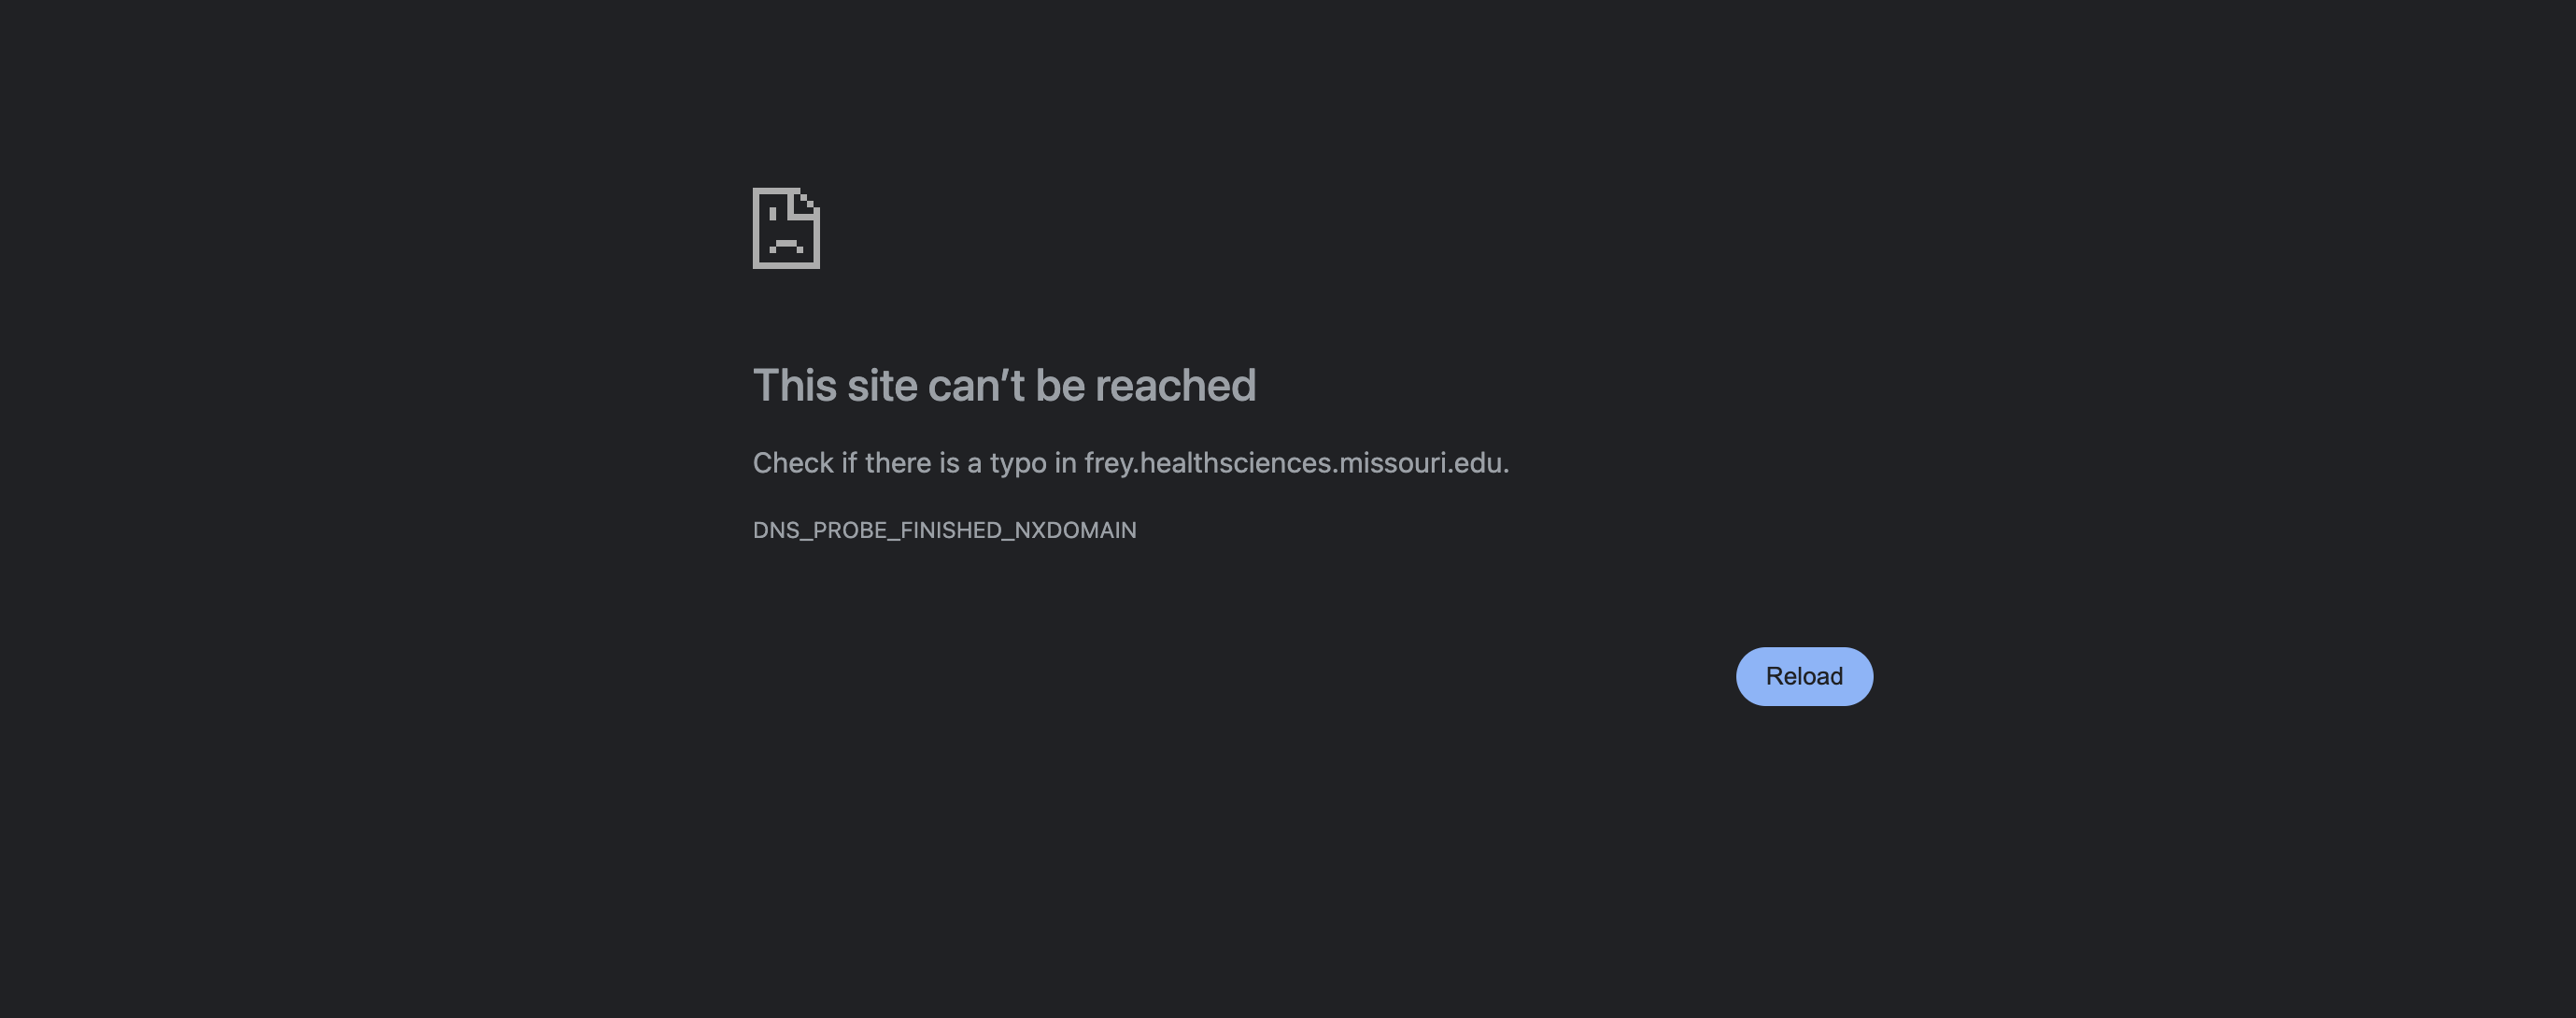 This site can’t be reached
Check if there is a typo in frey.healthsciences.missouri.edu.
DNS_PROBE_FINISHED_NXDOMAIN
Reload